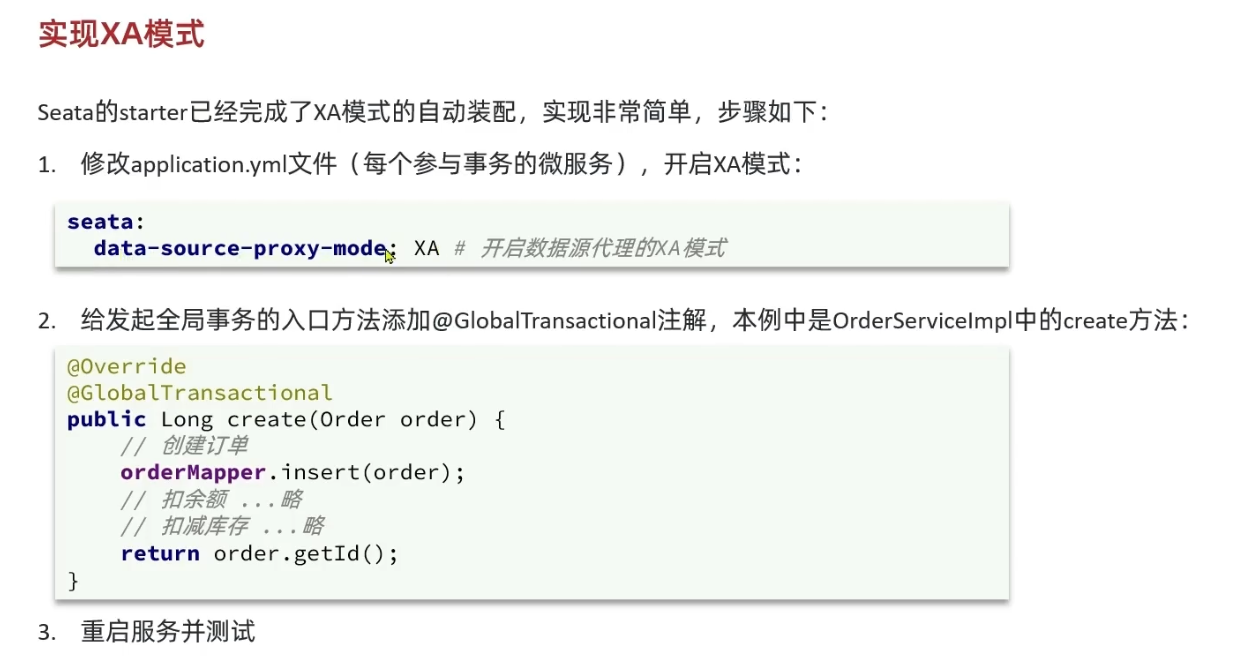 实现XA模式
Seata的starter已经完成了XA模式的自动装配，实现非常简单，步骤如下：
1. 修改application.yml文件（每个参与事务的微服务），开启XA模式：
seata:
  data-source-proxy-mode: XA # 开启数据源代理的XA模式
2. 给发起全局事务的入口方法添加@GlobalTransactional注解，本例中是OrderServiceImpl中的create方法：
@Override
@GlobalTransactional
public Long create(Order order) {
    // 创建订单
    orderMapper.insert(order);
    // 扣余额 ...略
    // 扣减库存 ...略
    return order.getId();
}
3. 重启服务并测试